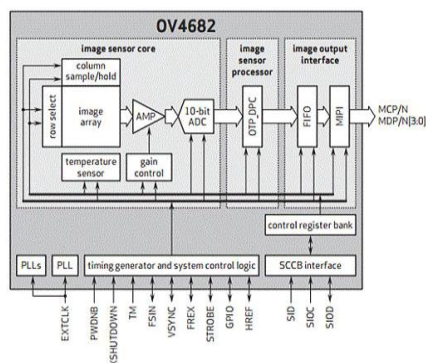 OV4682
image sensor core
image
sensor
processor
image output
interface
column
sample/hold
row select
image
array
AMP
10-bit
ADC
OTP_DPC
FIFO
MIPI
MCP/N
MDP/N[3:0]
temperature
sensor
gain
control
control register bank
PLLs
PLL
timing generator and system control logic
SCCB interface
EXTCLK
PWDNB
XSHUTDOWN
TM
FSIN
VSYNC
FREX
STROBE
GPIO
HREF
SID
SIOC
SIOD